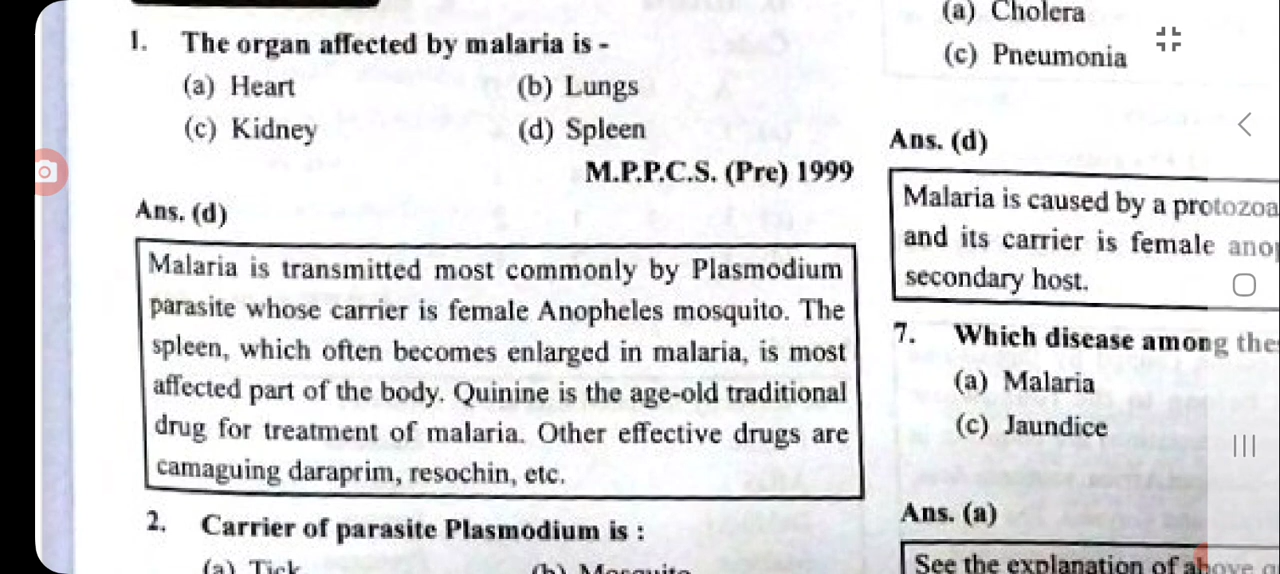 1. The organ affected by malaria is -
(a) Heart (b) Lungs
(c) Kidney (d) Spleen
M.P.P.C.S. (Pre) 1999
Ans. (d)
Malaria is transmitted most commonly by Plasmodium
parasite whose carrier is female Anopheles mosquito. The
spleen, which often becomes enlarged in malaria, is most
affected part of the body. Quinine is the age-old traditional
drug for treatment of malaria. Other effective drugs are
camaguing daraprim, resochin, etc.
2. Carrier of parasite Plasmodium is :
(a) Tick (b) Mosquito
(a) Cholera
(c) Pneumonia
Ans. (d)
Malaria is caused by a protozoa
and its carrier is female
secondary host.
7. Which disease among
(a) Malaria
(c) Jaundice
Ans. (a)
See the explanation of above